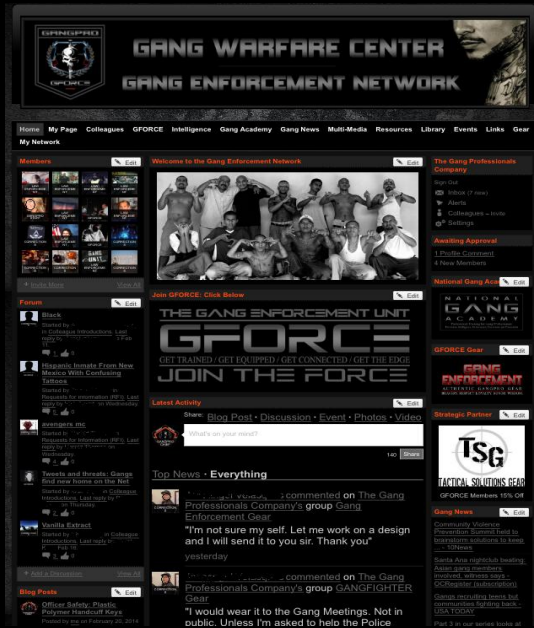 GANGPRO
GFORCE
GANG WARFARE CENTER
GANG ENFORCEMENT NETWORK
Home My Page Colleagues GFORCE Intelligence Gang Academy Gang News Multi-Media Resources Library Events Links Gear
My Network
Members
Edit
+ Invite More
View All
Forum
Edit
Black
Started by
in Colleague Introductions. Last
reply by
Feb
Hispanic Inmate From New
Mexico With Confusing
Tattoos
Started by
in
Requests for Information (RFI). Last
reply by
on Wednesday.
avengers mc
Requests for Information (RFI). Last
reply by
Wednesday.
Tweets and threats: Gangs
find new home on the Net
Started by
in Colleague
Introductions. Last reply by
on Thursday
Vanilla Extract
Started by
in Colleague
Introductions. Last reply by
Feb 16.
+ Add a Discussion
View All
Blog Posts
Edit
Officer Safety: Plastic
Polymer Handcuff Keys
Posted by me on February 20, 2014
Welcome to the Gang Enforcement Network
Edit
Join GFORCE: Click Below
Edit
THE GANG ENFORCEMENT UNIT
GFORCE
GET TRAINED / GET EQUIPPED / GET CONNECTED / GET THE EDGE
JOIN THE FORCE
Latest Activity
Edit
Share: Blog Post • Discussion • Event • Photos • Video
What's on your mind?
140 Share
Top News • Everything
commented on The Gang
Professionals Company's group Gang
Enforcement Gear
"I'm not sure my self. Let me work on a design
and I will send it to you sir. Thank you"
yesterday
commented on The Gang
Professionals Company's group GANGFIGHTER
Gear
"I would wear it to the Gang Meetings. Not in
public. Unless I'm asked to help the Police
The Gang Professionals
Company
Sign Out
Inbox (7 new)
Alerts
Colleagues – Invite
Settings
Awaiting Approval
1 Profile Comment
4 New Members
National Gang Aca
Edit
NATIONAL
GANG
ACADEMY
GFORCE Gear
Edit
GANG
ENFORCEMENT
Strategic Partner
Edit
TSG
TACTICAL SOLUTIONS GEAR
GFORCE Members 15% Off
Gang News
Edit
Community Violence
Prevention Summit held to
brainstorm solutions to keep
... - 10News
Santa Ana nightclub beating:
Asian gang members
involved, witness says -
OCRegister (subscription)
Gangs recruiting teens but
communities fighting back -
USA TODAY
Part 3 in our series looks at